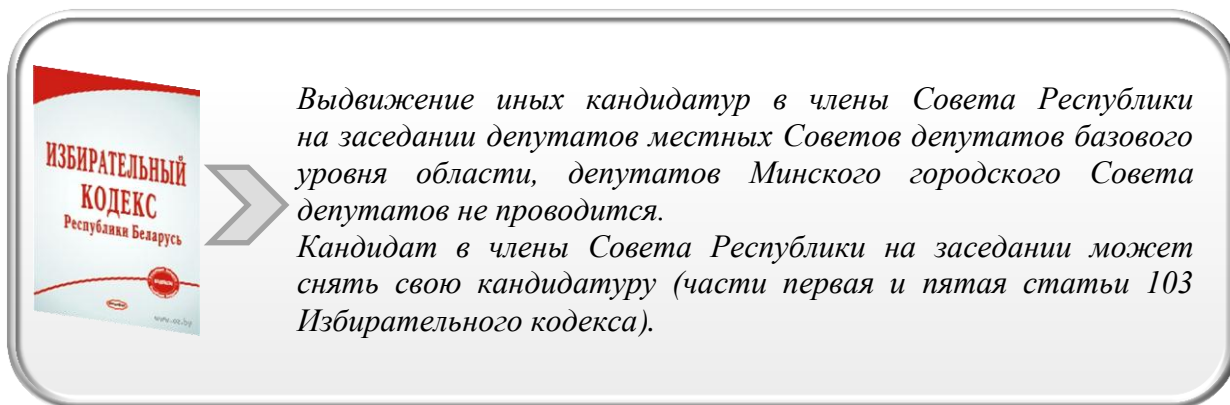 ИЗБИРАТЕЛЬНЫЙ
КОДЕКС
Республики Беларусь
www.oz.by
Выдвижение иных кандидатур в члены Совета Республики
на заседании депутатов местных Советов депутатов базового
уровня области, депутатов Минского городского Совета
депутатов не проводится.
Кандидат в члены Совета Республики на заседании может
снять свою кандидатуру (части первая и пятая статьи 103
Избирательного кодекса).